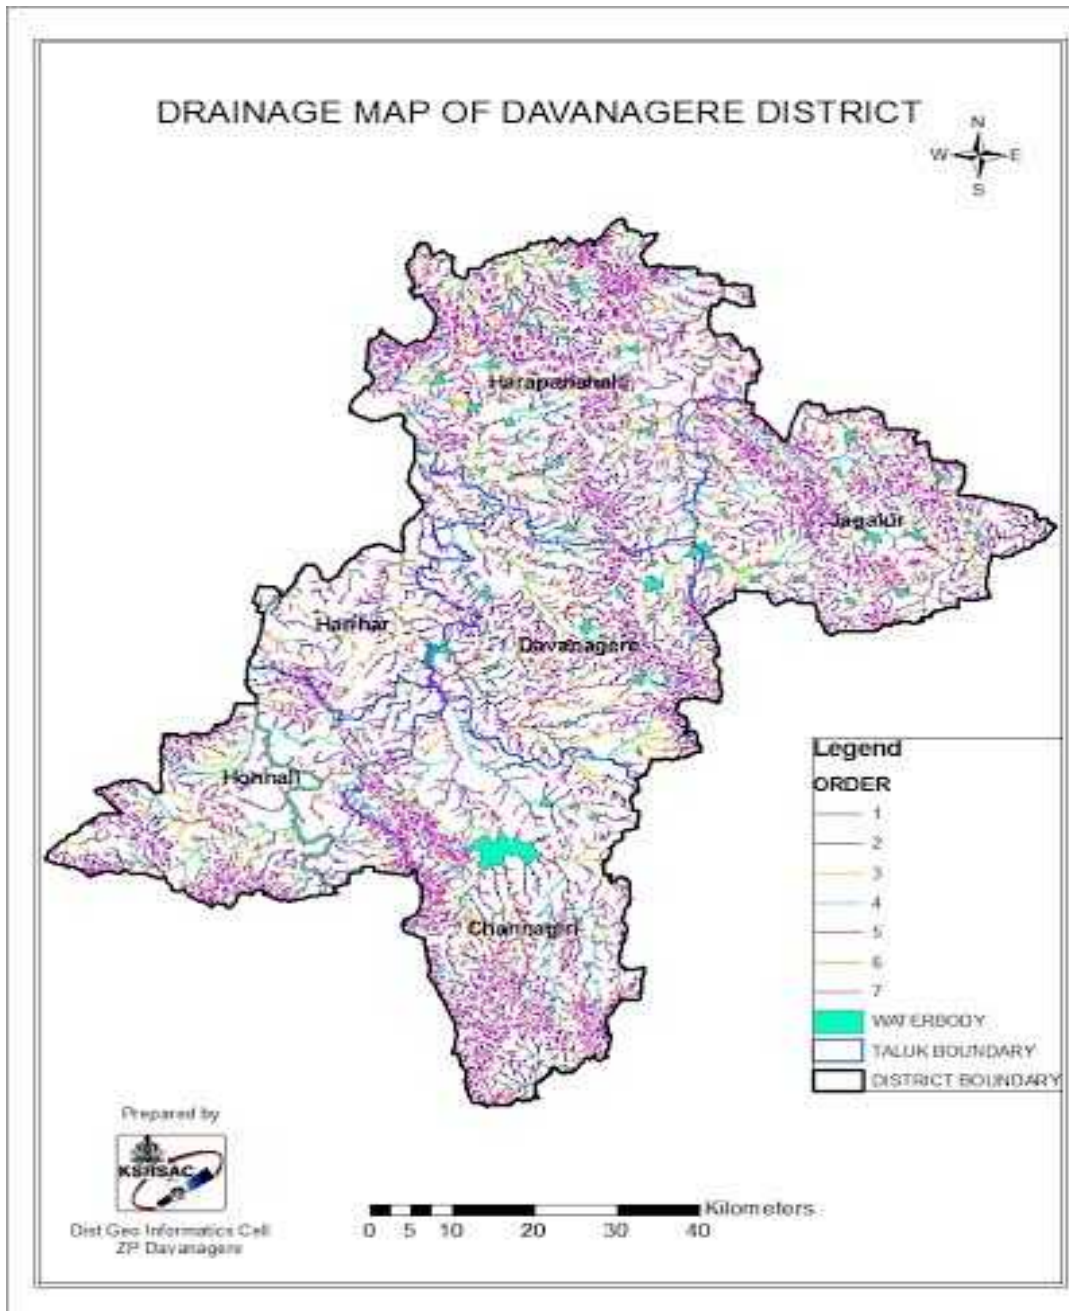 DRAINAGE MAP OF DAVANAGERE DISTRICT
N
W E
S
Harapanahalli
Jagalur
Harihar
Davanagere
Honnali
Channagiri
Legend
ORDER
1
2
3
4
5
6
7
WATERBODY
TALUK BOUNDARY
DISTRICT BOUNDARY
Prepared by
KSRSAC
Dist Geo Informatics Cell
ZP Davanagere
Kilometers
0 5 10 20 30 40